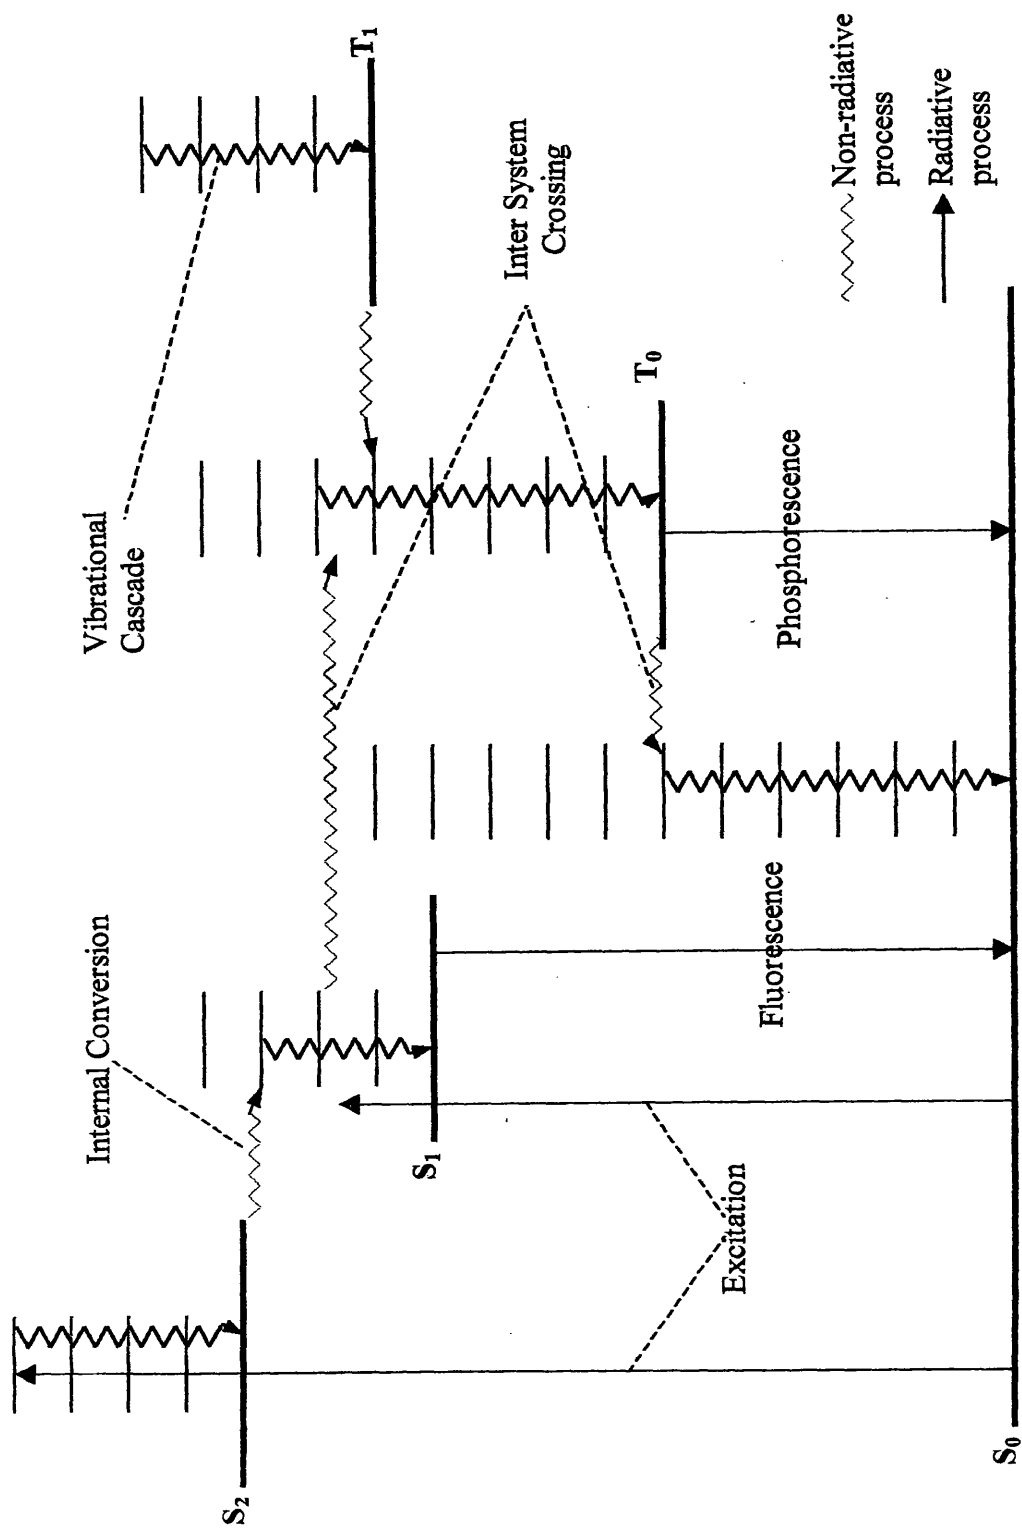 Internal Conversion
Vibrational
Cascade
S₂
T₁
S₁
Inter System
Crossing
T₀
Excitation
Fluorescence
Phosphorescence
Non-radiative
process
Radiative
process
S₀